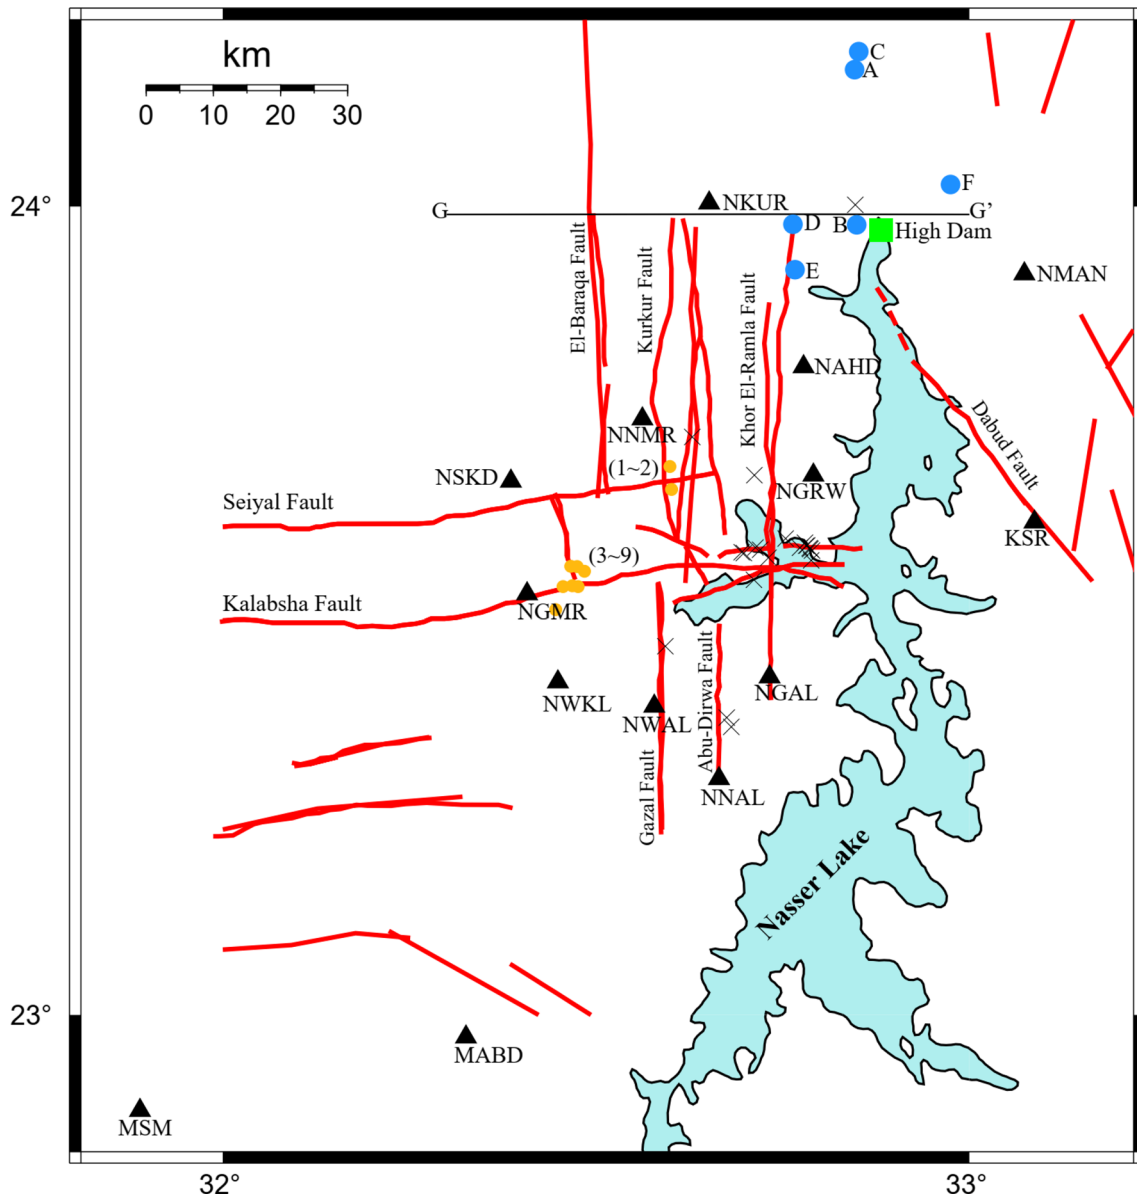 km
0 10 20 30
C
A
F
24°
NKUR
G
G’
D
B
High Dam
E
NMAN
El-Baraqa Fault
Kurkur Fault
Khor El-Ramla Fault
NAHD
Dabud Fault
NNMR
(1~2)
NSKD
NGRW
Seiyal Fault
KSR
(3~9)
Kalabsha Fault
NGMR
NWKL
NWAL
Abu-Dirwa Fault
NGAL
Gazal Fault
NNAL
Nasser Lake
23°
MABD
MSM
32°
33°